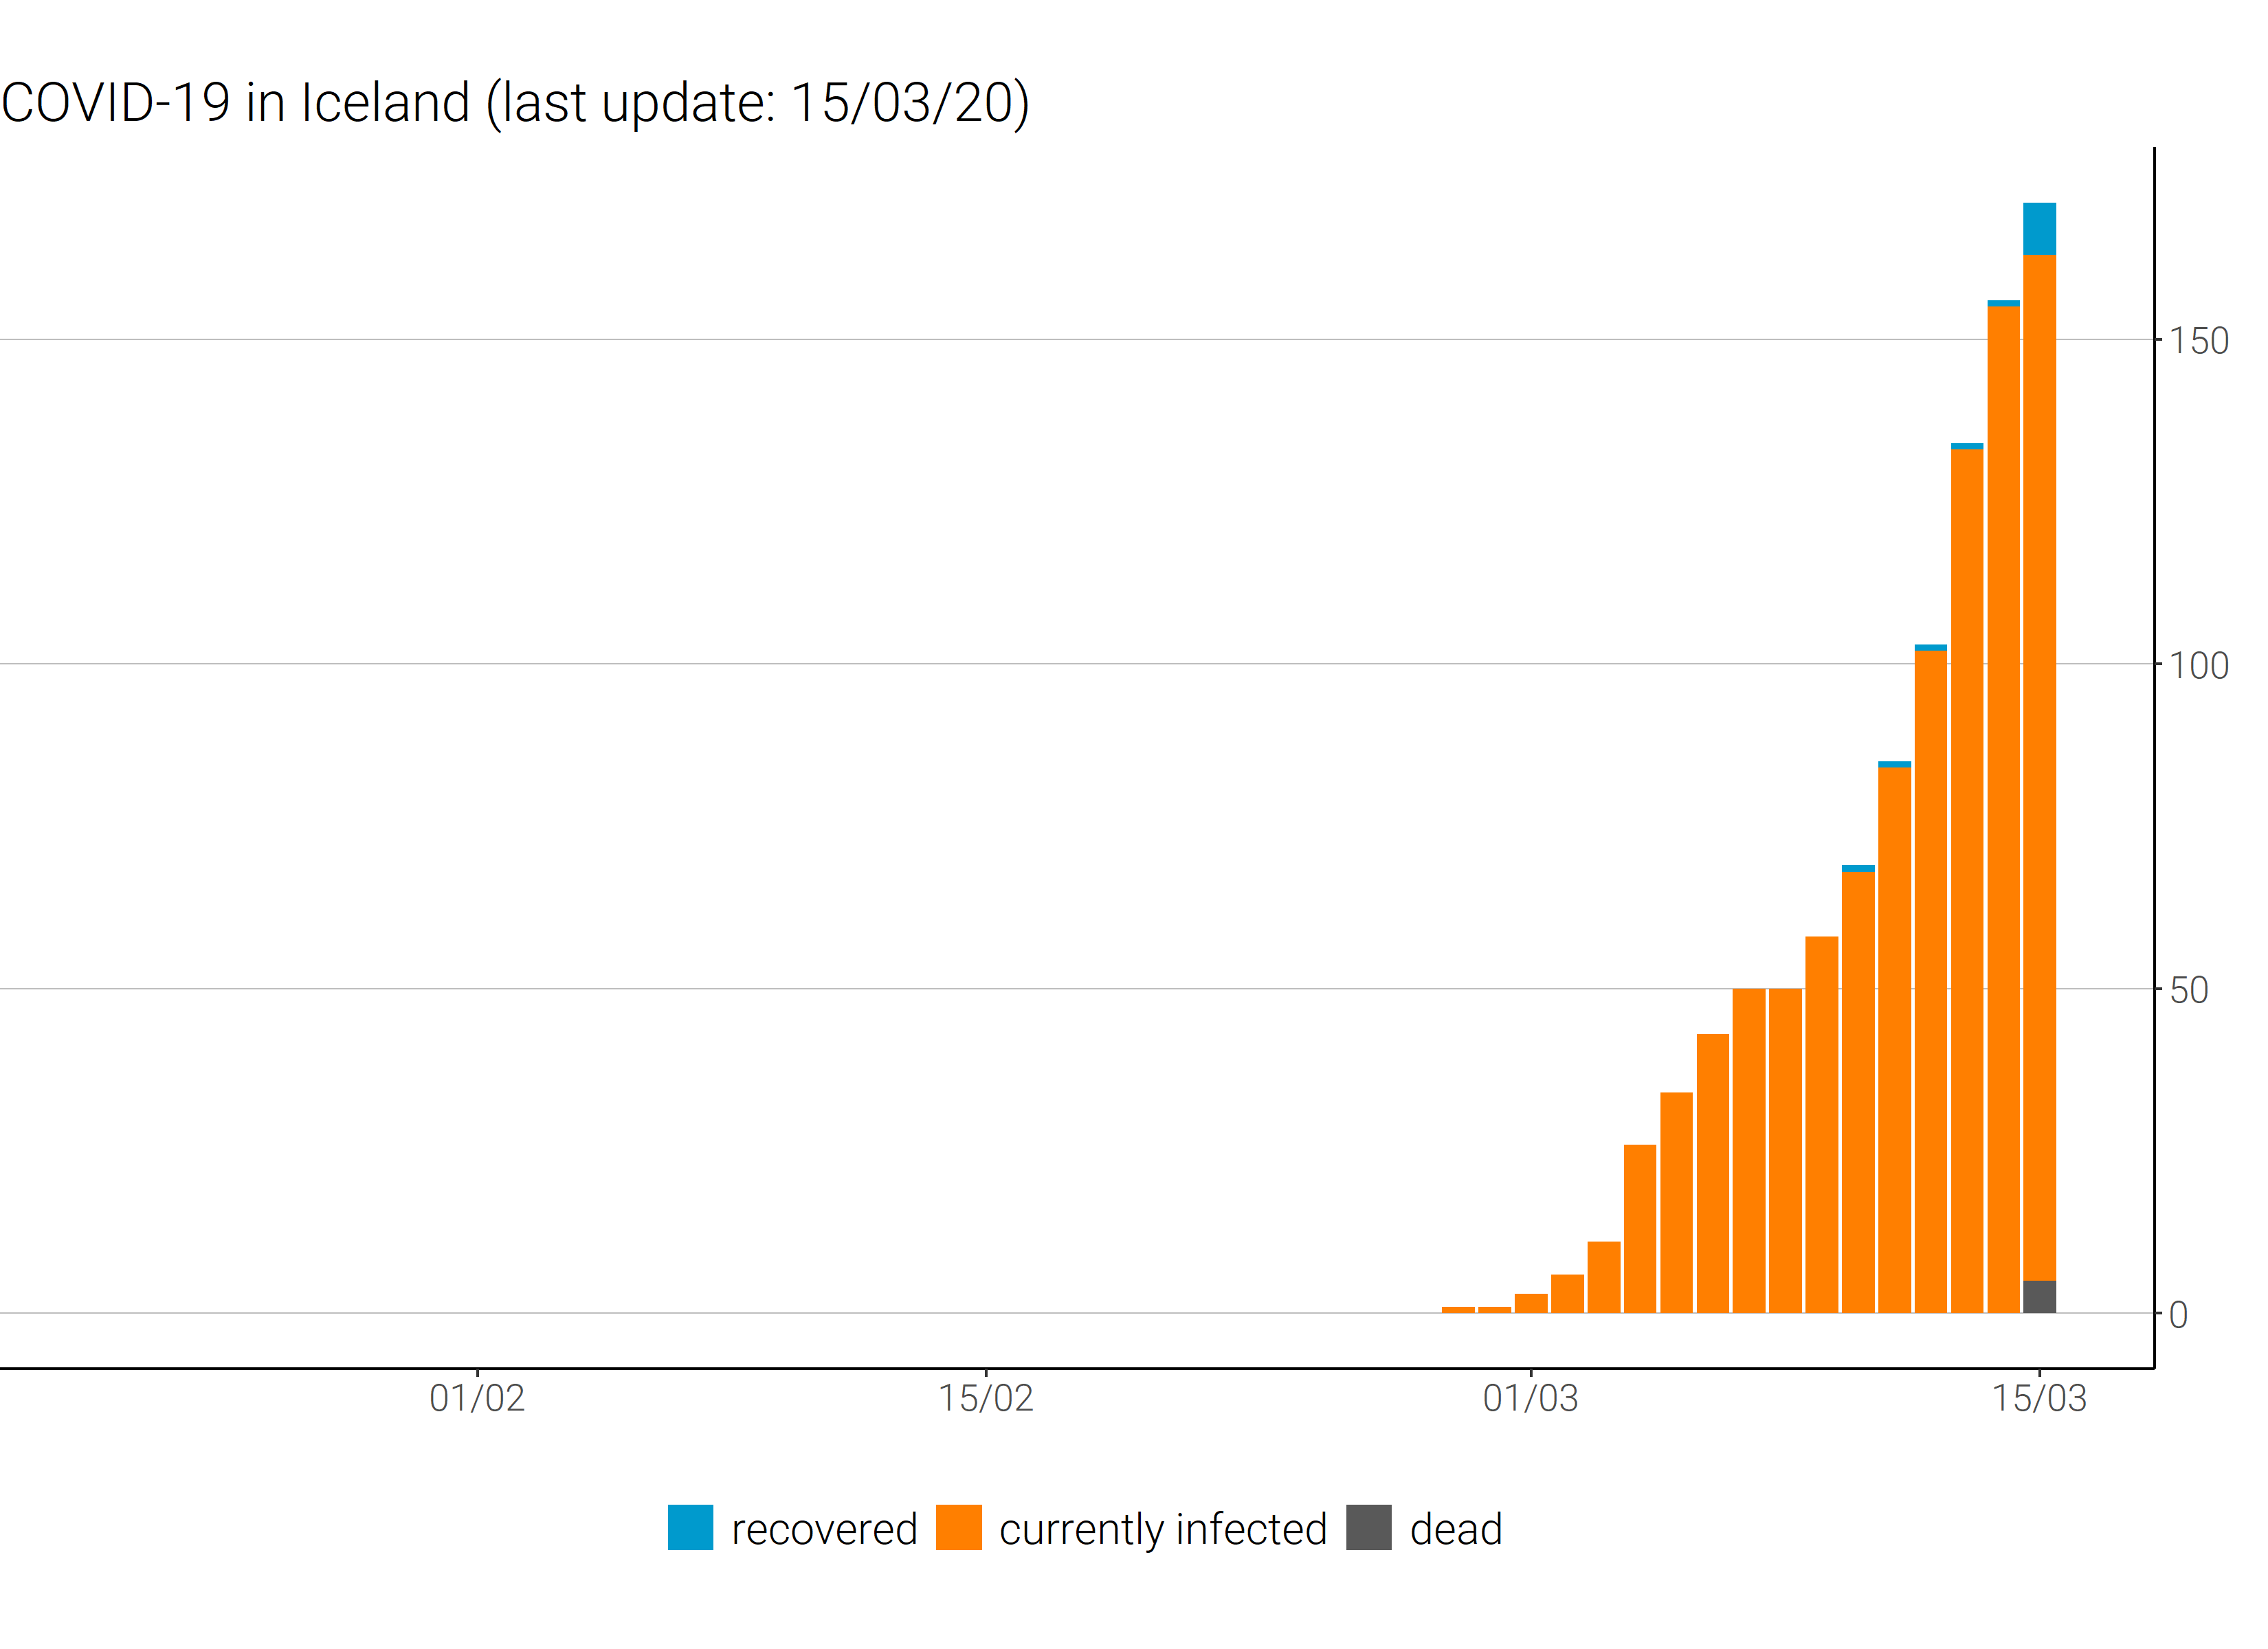 COVID-19 in Iceland (last update: 15/03/20)
150
100
50
0
01/02 15/02 01/03 15/03
recovered currently infected dead